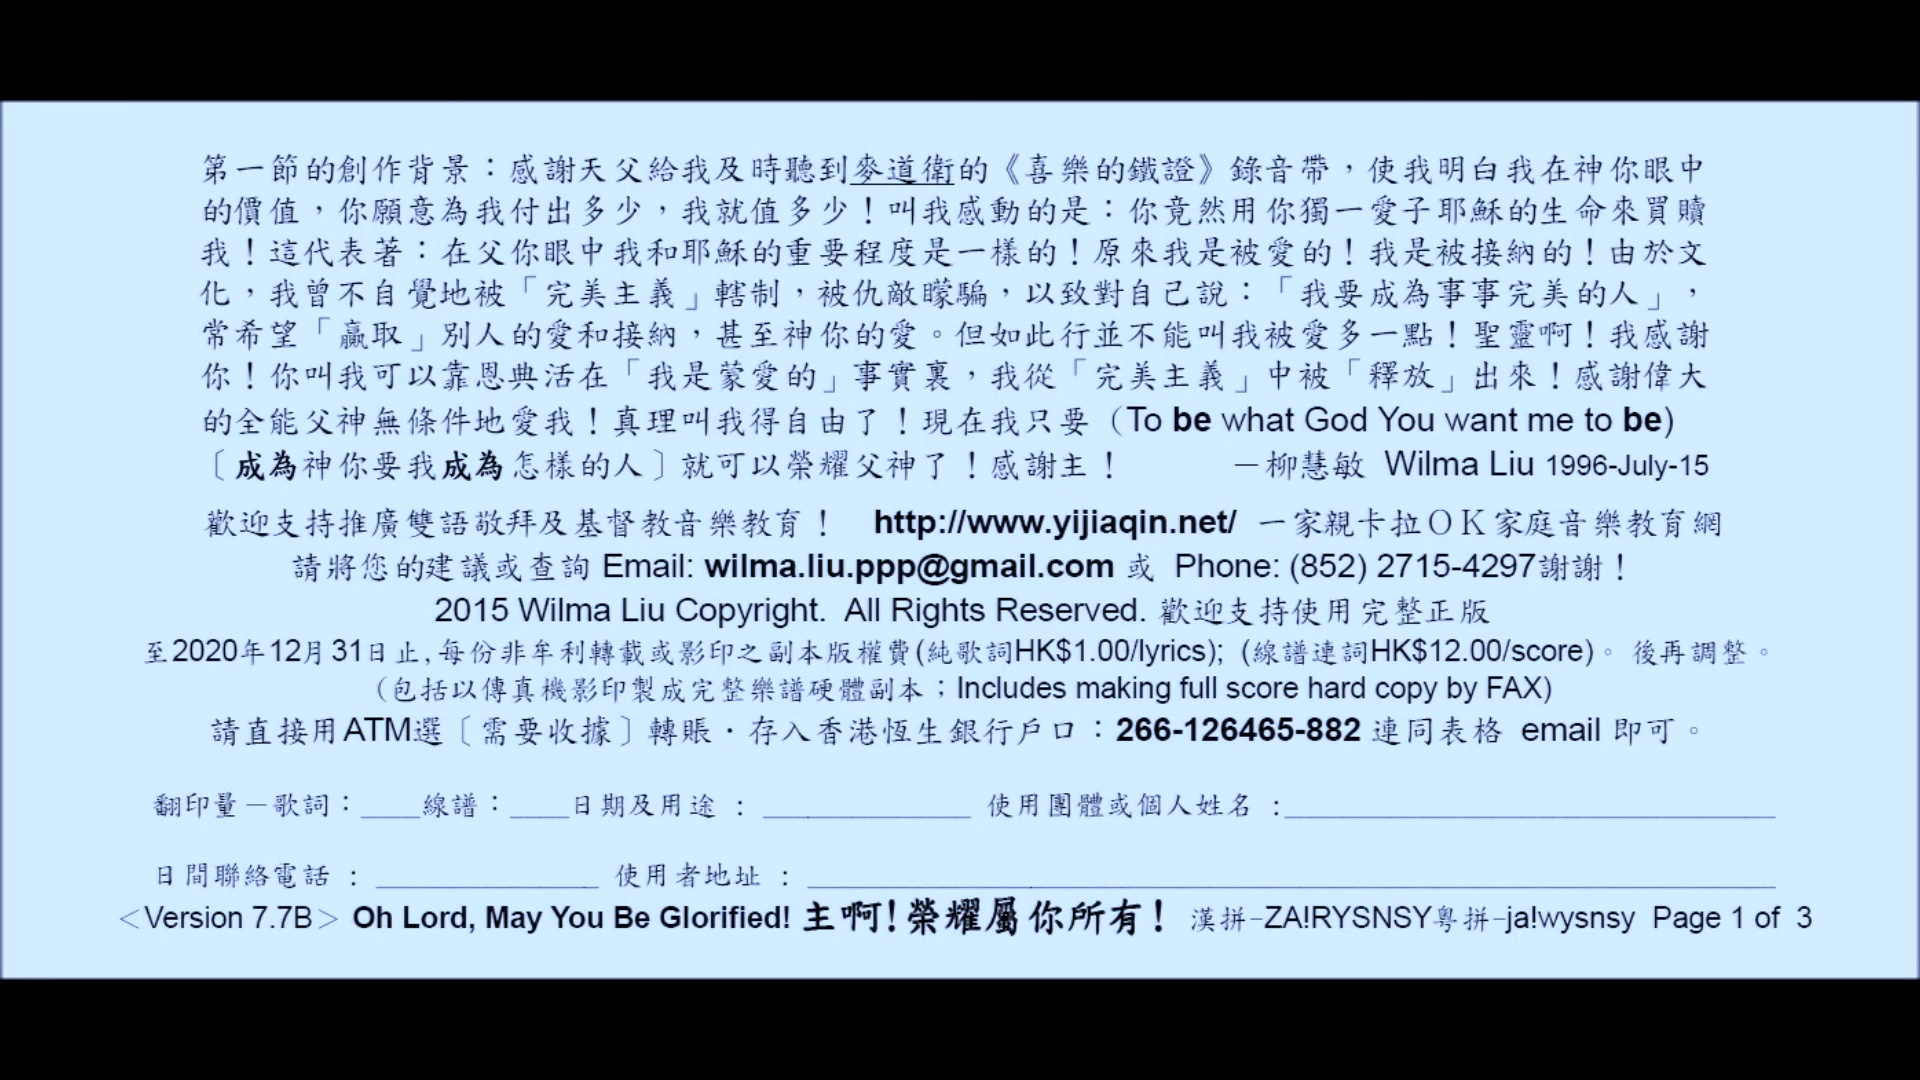 第一節的創作背景：感謝天父給我及時聽到麥道衛的《喜樂的鐵證》錄音帶，使我明白我在神你眼中
的價值，你願意為我付出多少，我就值多少！叫我感動的是：你竟然用你獨一愛子耶穌的生命來買贖
我！這代表著：在父你眼中我和耶穌的重要程度是一樣的！原來我是被愛的！我是被接納的！由於文
化，我曾不自覺地被「完美主義」轄制，被仇敵矇騙，以致對自己說：「我要成為事事完美的人」，
常希望「贏取」別人的愛和接納，甚至神你的愛。但如此行並不能叫我被愛多一點！聖靈啊！我感謝
你！你叫我可以靠恩典活在「我是蒙愛的」事實裏，我從「完美主義」中被「釋放」出來！感謝偉大
的全能父神無條件地愛我！真理叫我得自由了！現在我只要（To be what God You want me to be)
〔成為神你要我成為怎樣的人〕就可以榮耀父神了！感謝主！ －柳慧敏 Wilma Liu 1996-July-15
歡迎支持推廣雙語敬拜及基督教音樂教育！ http://www.yijiaqin.net/ 一家親卡拉ＯＫ家庭音樂教育網
請將您的建議或查詢 Email: wilma.liu.ppp@gmail.com 或 Phone: (852) 2715-4297謝謝！
2015 Wilma Liu Copyright. All Rights Reserved. 歡迎支持使用完整正版
至2020年12月31日止,每份非牟利轉載或影印之副本版權費(純歌詞HK$1.00/lyrics); (線譜連詞HK$12.00/score)。後再調整。
（包括以傳真機影印製成完整樂譜硬體副本；Includes making full score hard copy by FAX)
請直接用ATM選〔需要收據〕轉賬・存入香港恆生銀行戶口：266-126465-882 連同表格 email 即可。
翻印量－歌詞：____線譜：____日期及用途 : ______________ 使用團體或個人姓名 :_________________________________
日間聯絡電話 : _______________ 使用者地址 : _________________________________________________________________
＜Version 7.7B＞ Oh Lord, May You Be Glorified! 主啊!榮耀屬你所有！ 漢拼-ZA!RYSNSY粵拼-ja!wysnsy Page 1 of 3